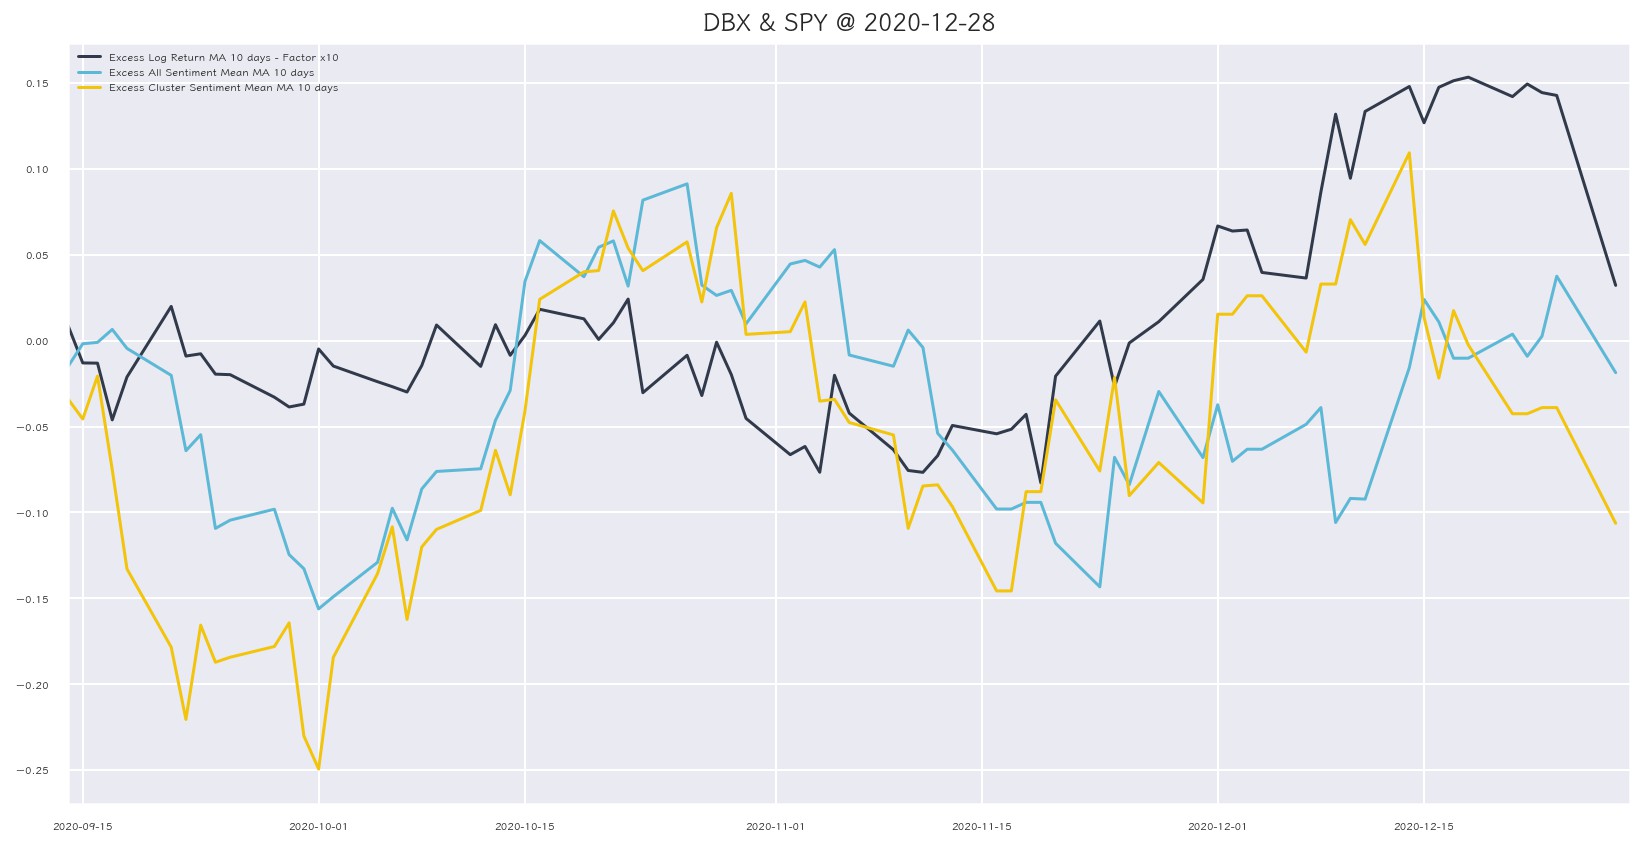 DBX & SPY @ 2020-12-28
Excess Log Return MA 10 days - Factor x10
Excess All Sentiment Mean MA 10 days
Excess Cluster Sentiment Mean MA 10 days
0.15
0.10
0.05
0.00
−0.05
−0.10
−0.15
−0.20
−0.25
2020-09-15 2020-10-01 2020-10-15 2020-11-01 2020-11-15 2020-12-01 2020-12-15